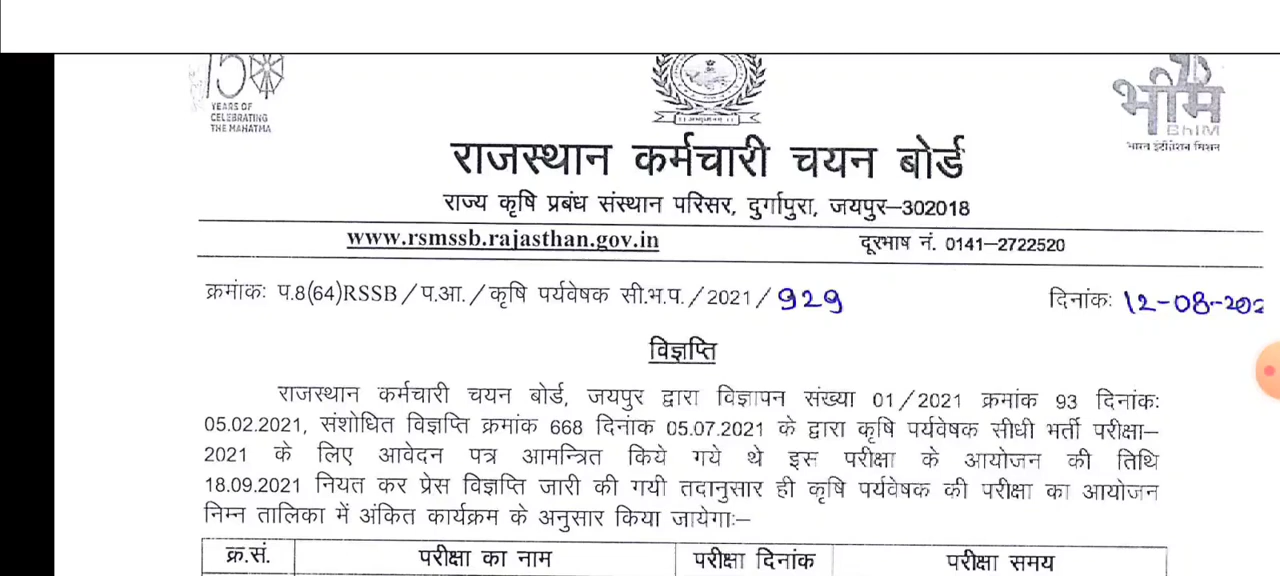 150
YEARS OF
CELEBRATING
THE MAHATMA
भीम
BhIM
राजस्थान कर्मचारी चयन बोर्ड
राज्य कृषि प्रबंध संस्थान परिसर, दुर्गापुरा, जयपुर–302018
www.rsmssb.rajasthan.gov.in दूरभाष नं. 0141–2722520
क्रमांकः प.8(64)RSSB/प.आ./कृषि पर्यवेषक सी.भ.प./2021/929 दिनांकः 12-08-202
विज्ञप्ति
राजस्थान कर्मचारी चयन बोर्ड, जयपुर द्वारा विज्ञापन संख्या 01/2021 क्रमांक 93 दिनांकः
05.02.2021, संशोधित विज्ञप्ति क्रमांक 668 दिनांक 05.07.2021 के द्वारा कृषि पर्यवेषक सीधी भर्ती परीक्षा–
2021 के लिए आवेदन पत्र आमन्त्रित किये गये थे इस परीक्षा के आयोजन की तिथि
18.09.2021 नियत कर प्रेस विज्ञप्ति जारी की गयी तदानुसार ही कृषि पर्यवेषक की परीक्षा का आयोजन
निम्न तालिका में अंकित कार्यक्रम के अनुसार किया जायेगाः–
क्र.सं. परीक्षा का नाम परीक्षा दिनांक परीक्षा समय